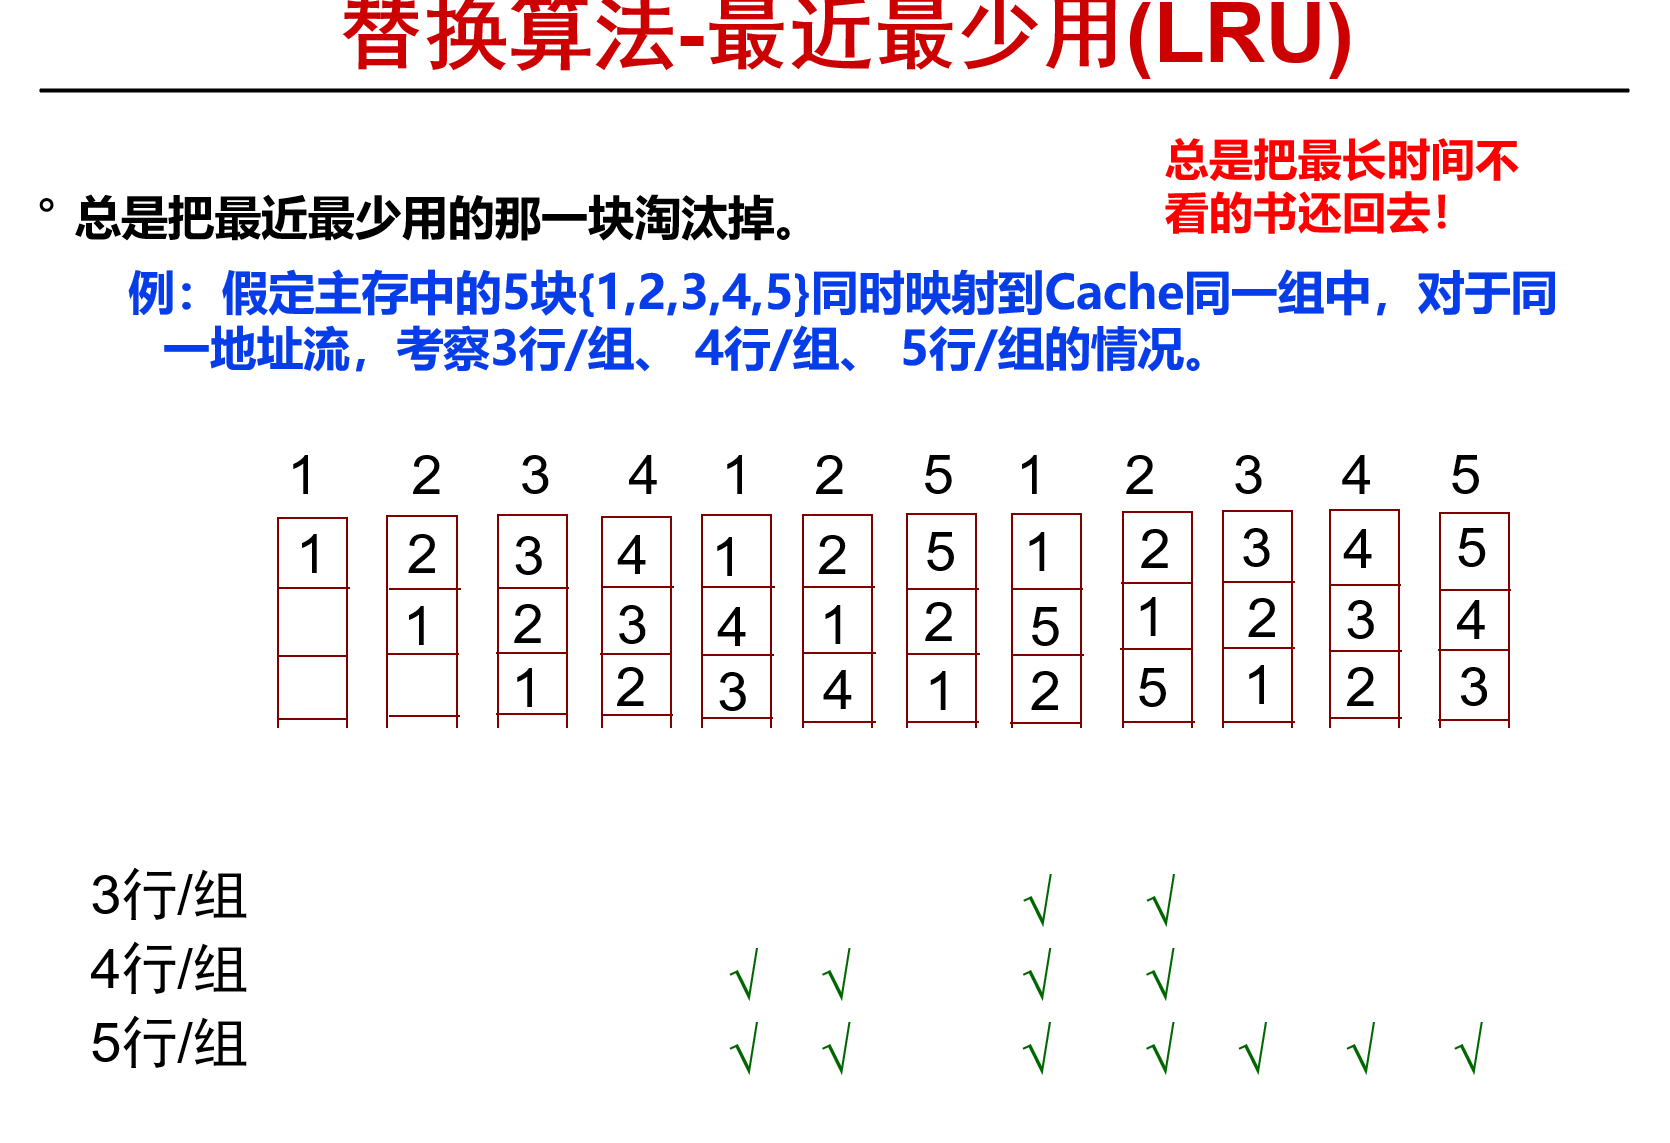 替换算法-最近最少用(LRU)
总是把最长时间不
看的书还回去！
° 总是把最近最少用的那一块淘汰掉。
例：假定主存中的5块{1,2,3,4,5}同时映射到Cache同一组中，对于同
一地址流，考察3行/组、 4行/组、 5行/组的情况。
1 2 3 4 1 2 5 1 2 3 4 5
1 2 3 4 1 2 5 1 2 3 4 5
1 2 3 4 1 2 5 1 2 3 4
1 2 3 4 1 2 5 1 2 3
3行/组 √ √
4行/组 √ √ √ √
5行/组 √ √ √ √ √ √ √